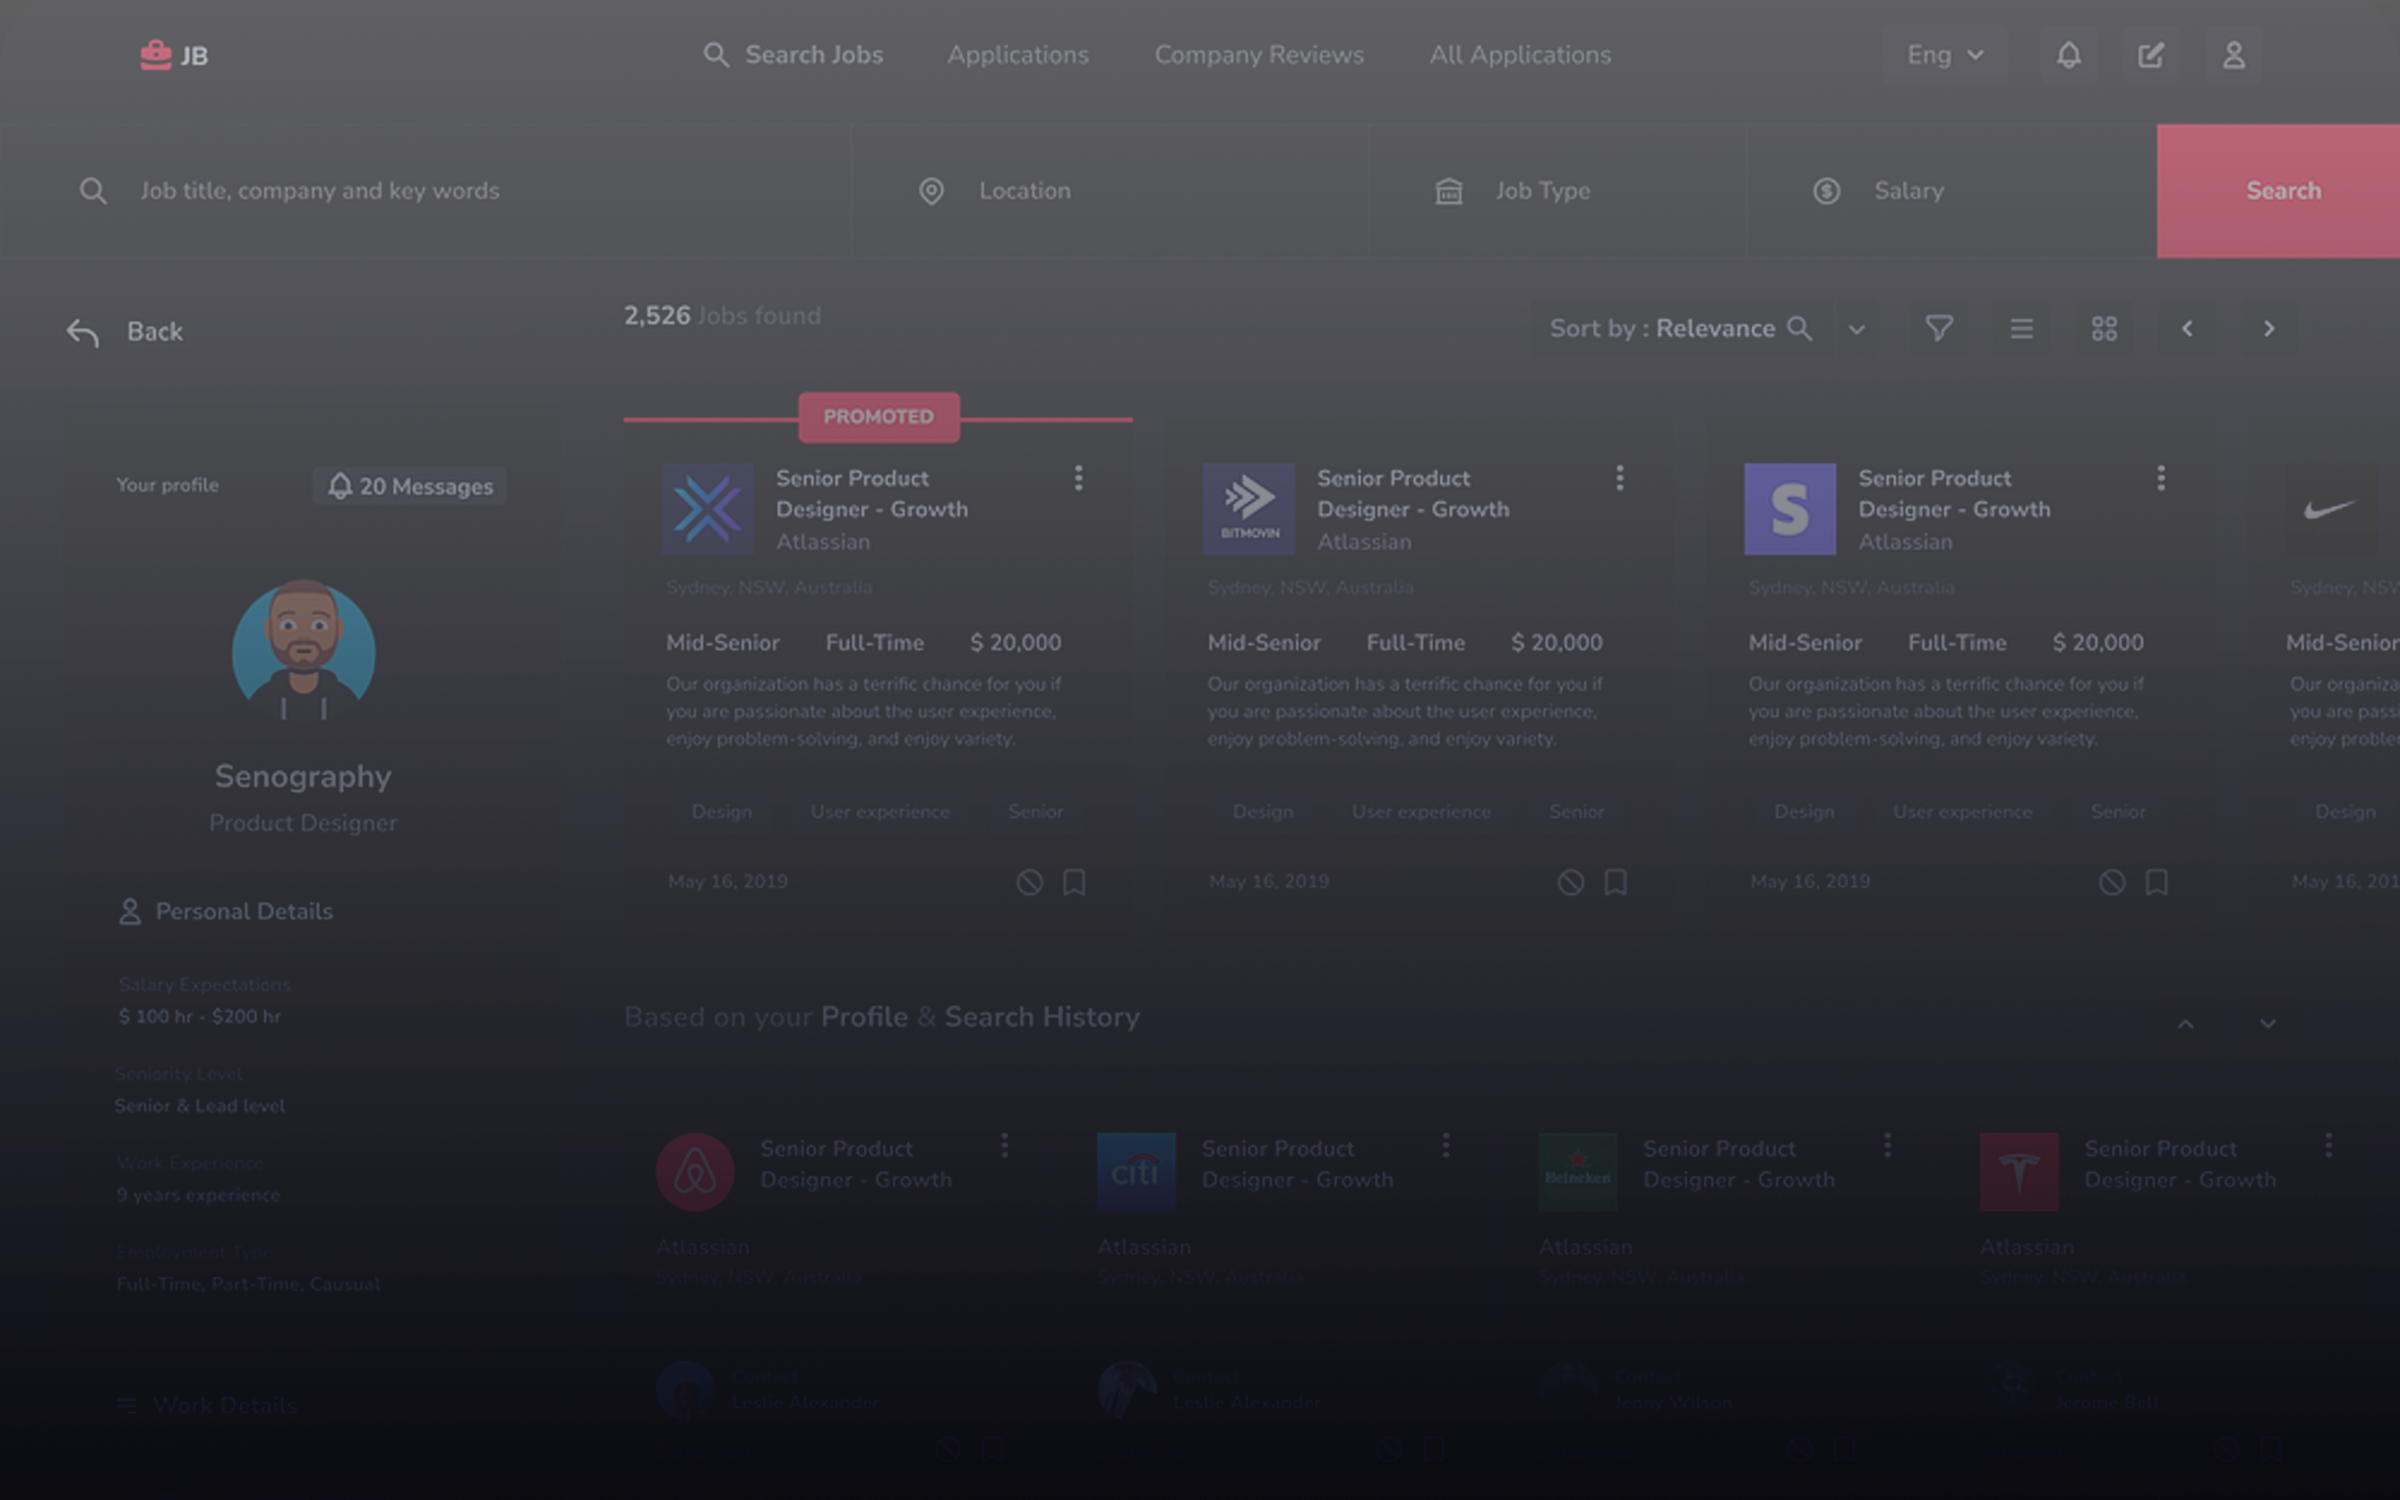 JB
Search Jobs
Applications
Company Reviews
All Applications
Eng
Job title, company and key words
Location
Job Type
Salary
Search
Back
2,526 Jobs found
Sort by : Relevance
Your profile
20 Messages
Senography
Product Designer
Personal Details
Salary Expectations
$ 100 hr - $200 hr
Seniority Level
Senior & Lead level
Work Experience
9 years experience
Employment Type
Full-Time, Part-Time, Causual
Work Details
PROMOTED
Senior Product
Designer - Growth
Atlassian
Sydney, NSW, Australia
Mid-Senior Full-Time $ 20,000
Our organization has a terrific chance for you if
you are passionate about the user experience,
enjoy problem-solving, and enjoy variety.
Design User experience Senior
May 16, 2019
BITMOVIN
Senior Product
Designer - Growth
Atlassian
Sydney, NSW, Australia
Mid-Senior Full-Time $ 20,000
Our organization has a terrific chance for you if
you are passionate about the user experience,
enjoy problem-solving, and enjoy variety.
Design User experience Senior
May 16, 2019
S
Senior Product
Designer - Growth
Atlassian
Sydney, NSW, Australia
Mid-Senior Full-Time $ 20,000
Our organization has a terrific chance for you if
you are passionate about the user experience,
enjoy problem-solving, and enjoy variety.
Design User experience Senior
May 16, 2019
Sydney, NSW
Mid-Senior
Our organiza
you are passi
enjoy proble
Design
May 16, 201
Based on your Profile & Search History
Senior Product
Designer - Growth
Atlassian
Sydney, NSW, Australia
Leslie Alexander
citi
Senior Product
Designer - Growth
Atlassian
Sydney, NSW, Australia
Leslie Alexander
Heineken
Senior Product
Designer - Growth
Atlassian
Sydney, NSW, Australia
Jenny Wilson
Senior Product
Designer - Growth
Atlassian
Sydney, NSW, Australia
Jerome Bell